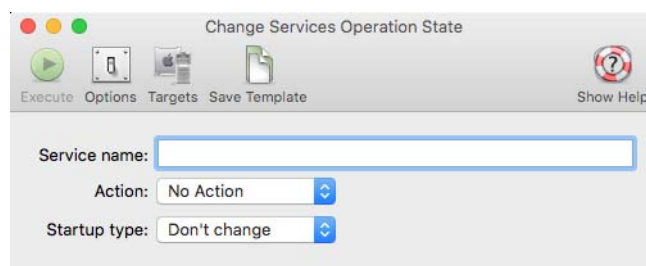 Change Services Operation State
Execute Options Targets Save Template Show Help
Service name:
Action: No Action
Startup type: Don't change